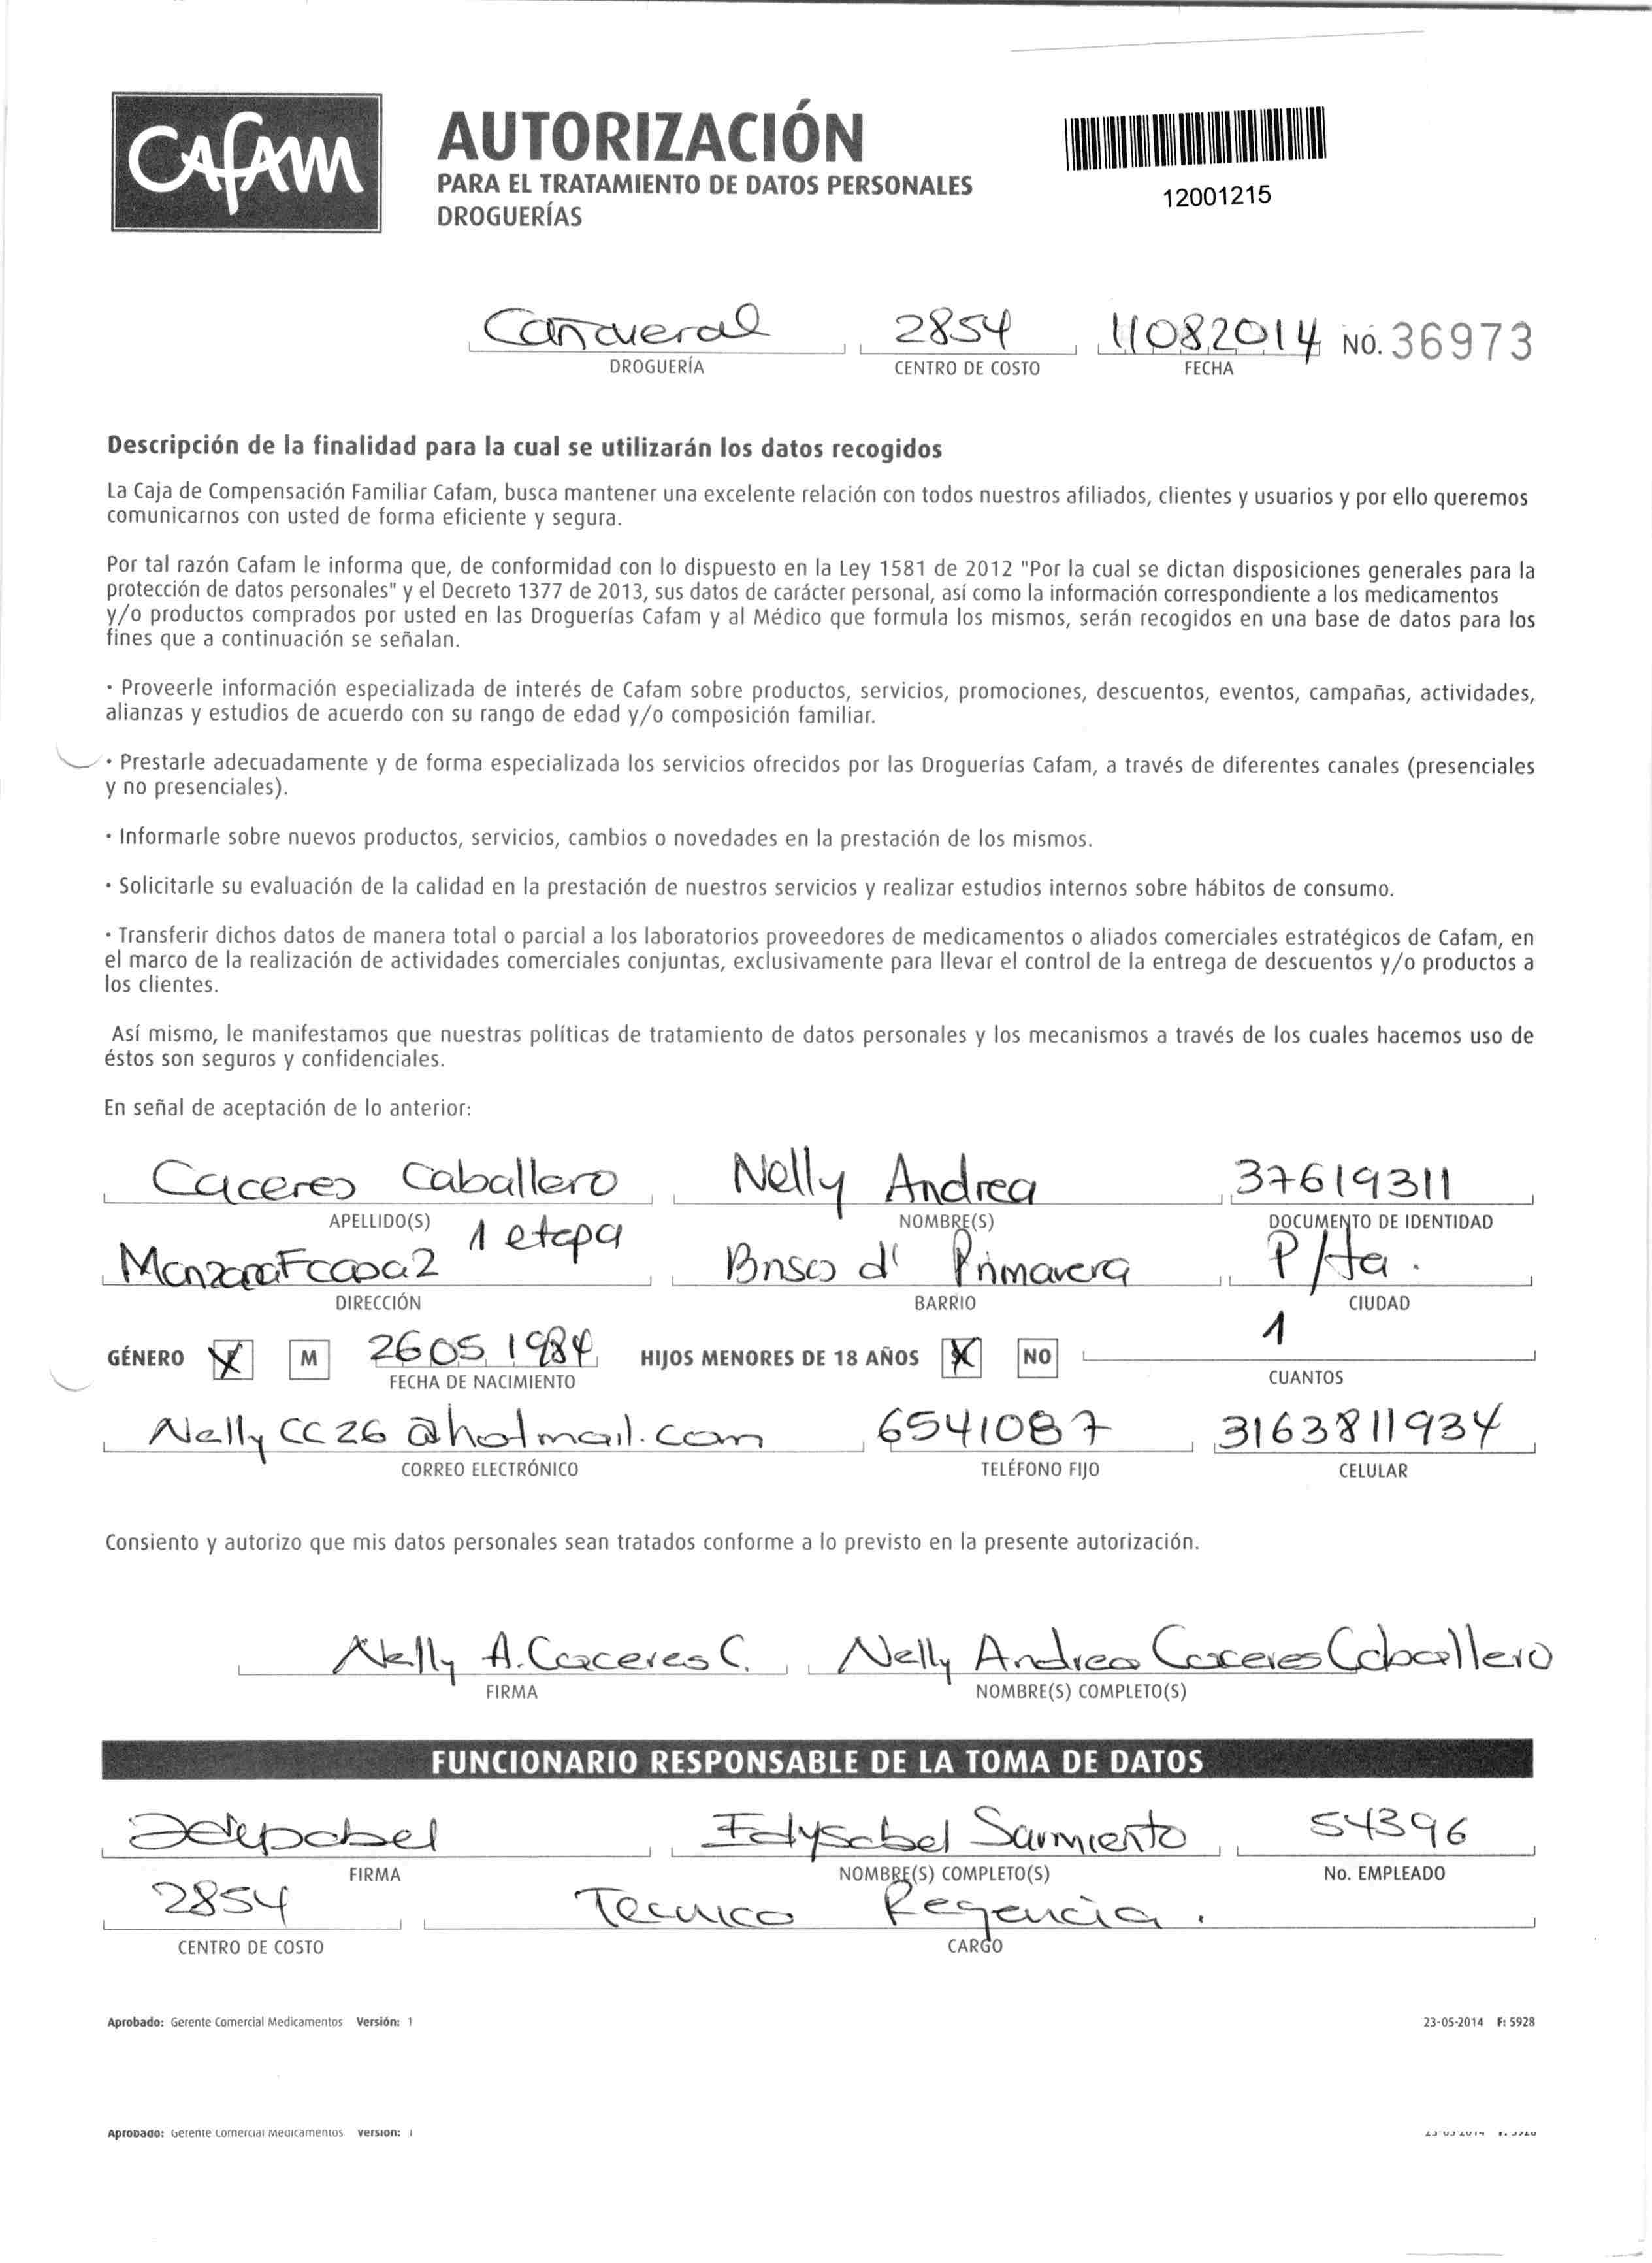 CAFAM
AUTORIZACIÓN
PARA EL TRATAMIENTO DE DATOS PERSONALES
DROGUERÍAS
12001215
Cañaveral 2854 11082014 NO. 36973
DROGUERÍA CENTRO DE COSTO FECHA
Descripción de la finalidad para la cual se utilizarán los datos recogidos
La Caja de Compensación Familiar Cafam, busca mantener una excelente relación con todos nuestros afiliados, clientes y usuarios y por ello queremos
comunicarnos con usted de forma eficiente y segura.
Por tal razón Cafam le informa que, de conformidad con lo dispuesto en la Ley 1581 de 2012 "Por la cual se dictan disposiciones generales para la
protección de datos personales" y el Decreto 1377 de 2013, sus datos de carácter personal, así como la información correspondiente a los medicamentos
y/o productos comprados por usted en las Droguerías Cafam y al Médico que formula los mismos, serán recogidos en una base de datos para los
fines que a continuación se señalan.
· Proveerle información especializada de interés de Cafam sobre productos, servicios, promociones, descuentos, eventos, campañas, actividades,
alianzas y estudios de acuerdo con su rango de edad y/o composición familiar.
· Prestarle adecuadamente y de forma especializada los servicios ofrecidos por las Droguerías Cafam, a través de diferentes canales (presenciales
y no presenciales).
· Informarle sobre nuevos productos, servicios, cambios o novedades en la prestación de los mismos.
· Solicitarle su evaluación de la calidad en la prestación de nuestros servicios y realizar estudios internos sobre hábitos de consumo.
· Transferir dichos datos de manera total o parcial a los laboratorios proveedores de medicamentos o aliados comerciales estratégicos de Cafam, en
el marco de la realización de actividades comerciales conjuntas, exclusivamente para llevar el control de la entrega de descuentos y/o productos a
los clientes.
Así mismo, le manifestamos que nuestras políticas de tratamiento de datos personales y los mecanismos a través de los cuales hacemos uso de
éstos son seguros y confidenciales.
En señal de aceptación de lo anterior:
Caceres Caballero Nelly Andrea 37619311
APELLIDO(S) NOMBRE(S) DOCUMENTO DE IDENTIDAD
Manzana F casa 2 1 etapa Bnsco d' Primavera P/ta.
DIRECCIÓN BARRIO CIUDAD
GÉNERO X M 26 05 1984 HIJOS MENORES DE 18 AÑOS X NO 1
FECHA DE NACIMIENTO CUANTOS
Nellycc26@hotmail.com 6541087 3163811934
CORREO ELECTRÓNICO TELÉFONO FIJO CELULAR
Consiento y autorizo que mis datos personales sean tratados conforme a lo previsto en la presente autorización.
Nelly A. Caceres C. Nelly Andrea Caceres Caballero
FIRMA NOMBRE(S) COMPLETO(S)
FUNCIONARIO RESPONSABLE DE LA TOMA DE DATOS
Edysabel Sarmiento 54396
FIRMA NOMBRE(S) COMPLETO(S) No. EMPLEADO
2854 Tecnico Regencia.
CENTRO DE COSTO CARGO
Aprobado: Gerente Comercial Medicamentos Versión: 1 23-05-2014 F: 5928
Aprobado: Gerente Comercial Medicamentos Versión: 1 23-05-2014 F: 5928